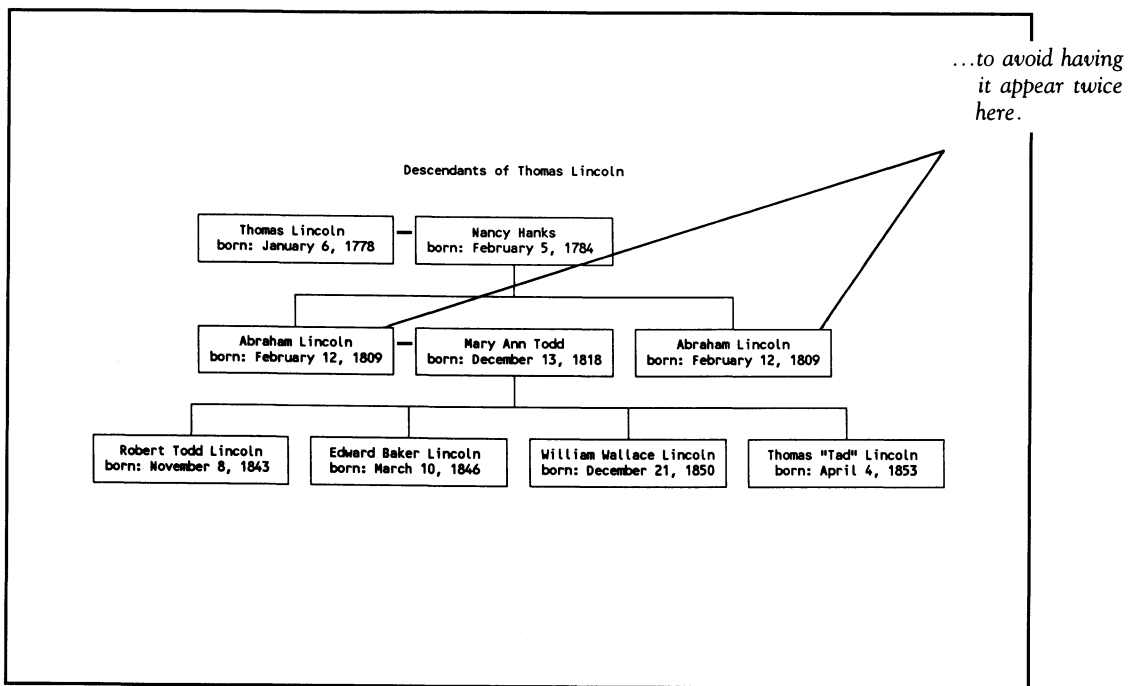 ...to avoid having
it appear twice
here.
Descendants of Thomas Lincoln
Thomas Lincoln
born: January 6, 1778
Nancy Hanks
born: February 5, 1784
Abraham Lincoln
born: February 12, 1809
Mary Ann Todd
born: December 13, 1818
Abraham Lincoln
born: February 12, 1809
Robert Todd Lincoln
born: November 8, 1843
Edward Baker Lincoln
born: March 10, 1846
William Wallace Lincoln
born: December 21, 1850
Thomas "Tad" Lincoln
born: April 4, 1853